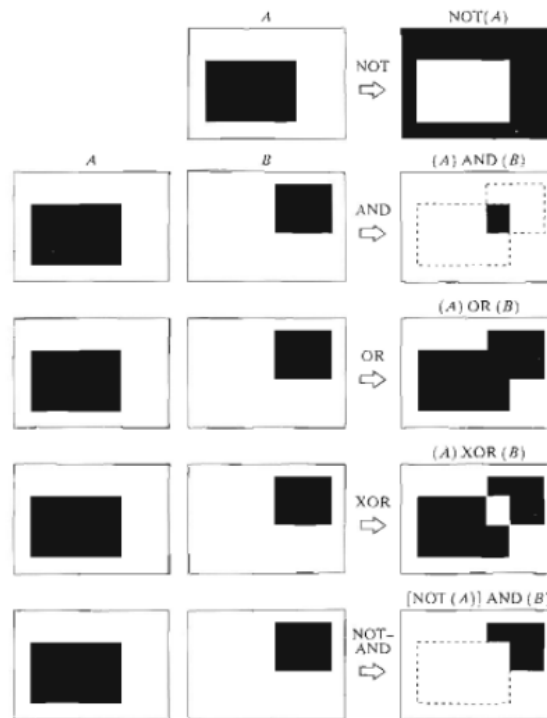 A
NOT(A)
NOT
A
B
(A) AND (B)
AND
(A) OR (B)
OR
(A) XOR (B)
XOR
[NOT (A)] AND (B)
NOT-
AND